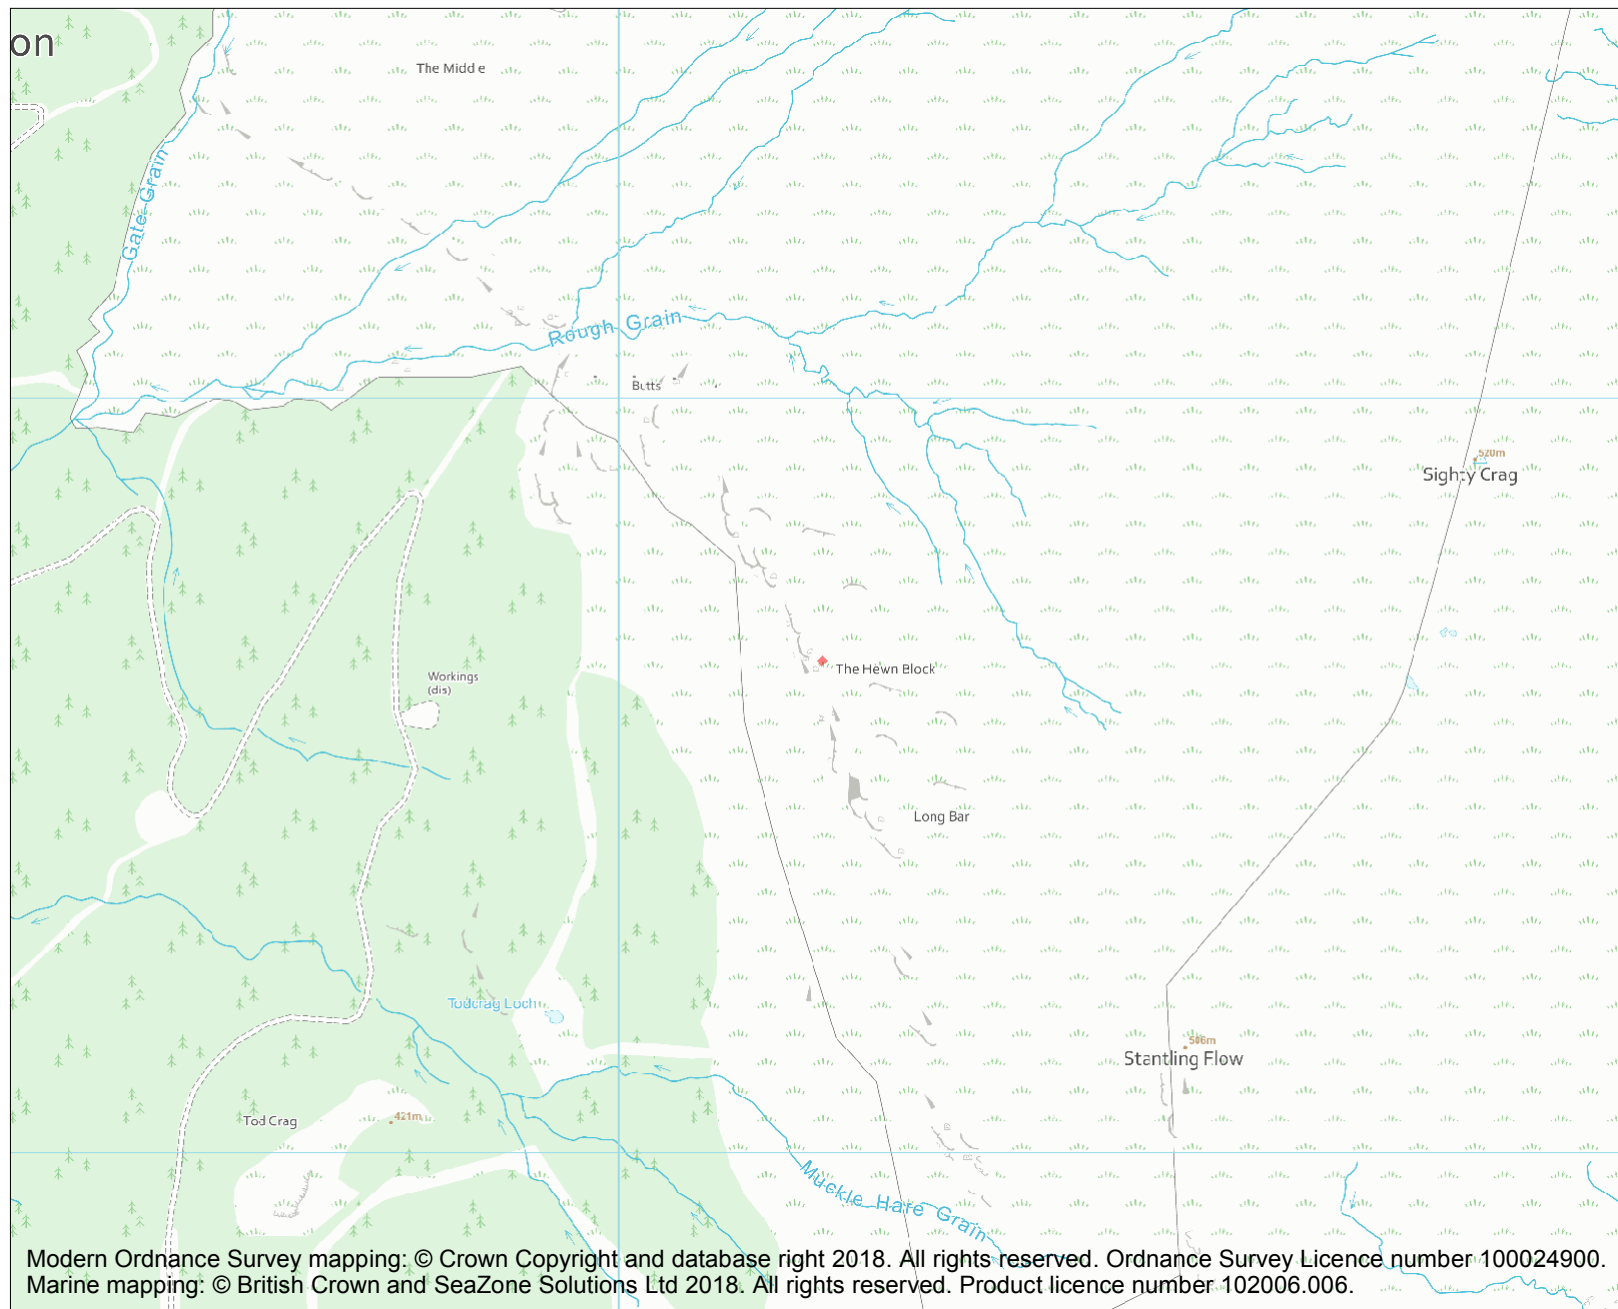 on
The Midd e
Gater Grain
Rough Grain
Butts
520m
Sighty Crag
The Hewn Block
Workings
(dis)
Long Bar
Todcrag Loch
506m
Stantling Flow
Tod Crag
421m
Muckle Hare Grain
Modern Ordnance Survey mapping: © Crown Copyright and database right 2018. All rights reserved. Ordnance Survey Licence number 100024900.
Marine mapping: © British Crown and SeaZone Solutions Ltd 2018. All rights reserved. Product licence number 102006.006.